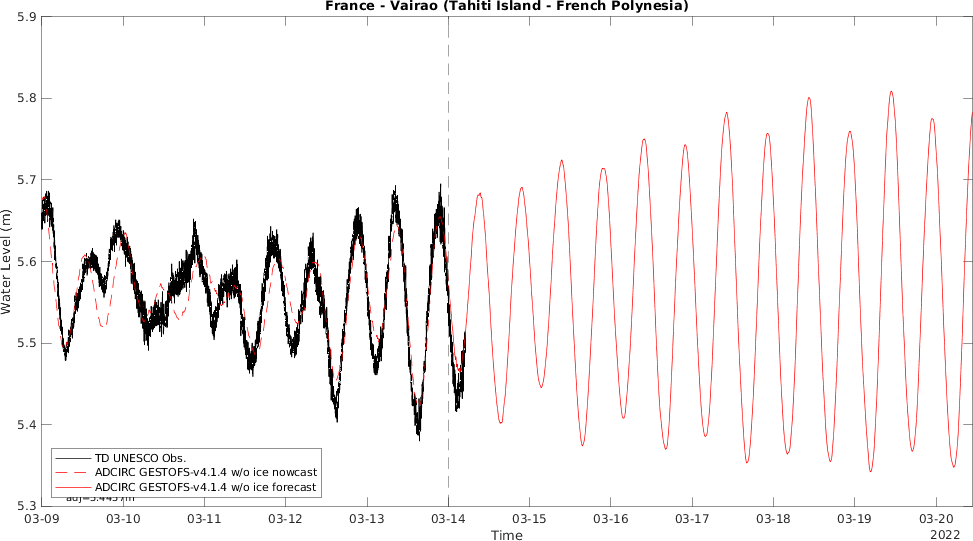 France - Vairao (Tahiti Island - French Polynesia)
5.9
5.8
5.7
5.6
5.5
5.4
5.3
Water Level (m)
TD UNESCO Obs.
ADCIRC GESTOFS-v4.1.4 w/o ice nowcast
ADCIRC GESTOFS-v4.1.4 w/o ice forecast
03-09 03-10 03-11 03-12 03-13 03-14 03-15 03-16 03-17 03-18 03-19 03-20
Time
2022